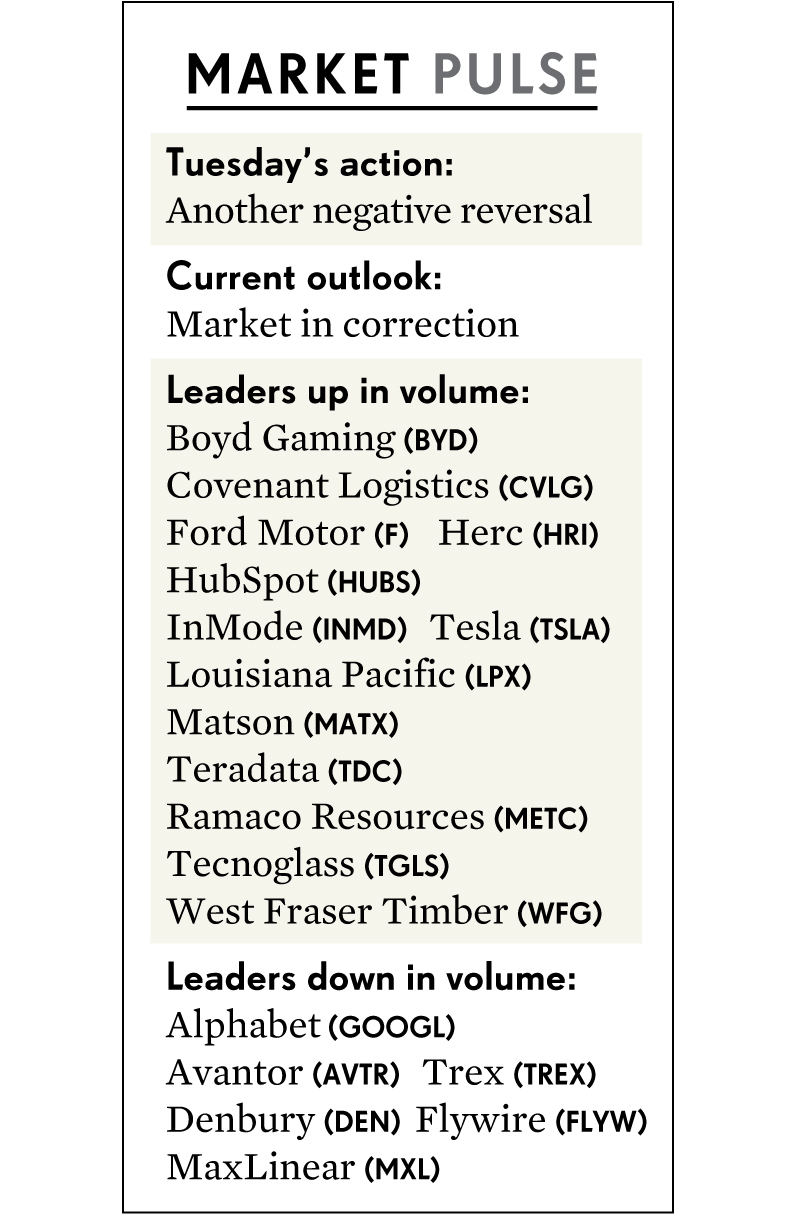 MARKET PULSE
Tuesday’s action:
Another negative reversal
Current outlook:
Market in correction
Leaders up in volume:
Boyd Gaming (BYD)
Covenant Logistics (CVLG)
Ford Motor (F) Herc (HRI)
HubSpot (HUBS)
InMode (INMD) Tesla (TSLA)
Louisiana Pacific (LPX)
Matson (MATX)
Teradata (TDC)
Ramaco Resources (METC)
Tecnoglass (TGLS)
West Fraser Timber (WFG)
Leaders down in volume:
Alphabet (GOOGL)
Avantor (AVTR) Trex (TREX)
Denbury (DEN) Flywire (FLYW)
MaxLinear (MXL)